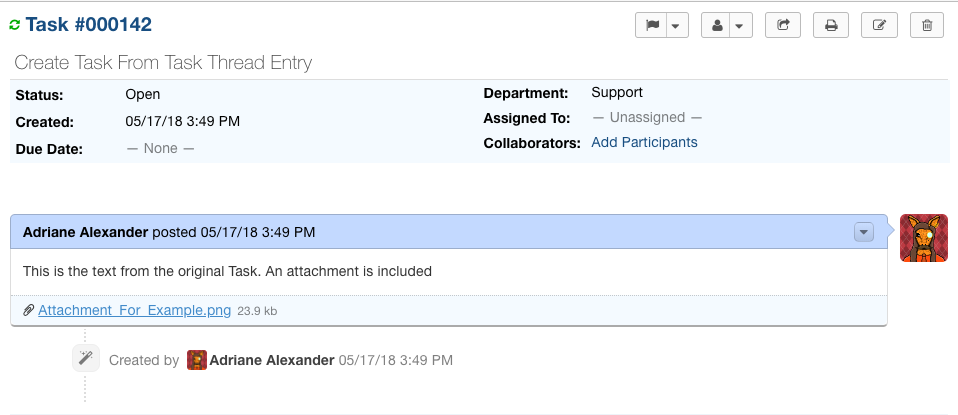 Task #000142
Create Task From Task Thread Entry
Status: Open
Department: Support
Created: 05/17/18 3:49 PM
Assigned To: — Unassigned —
Due Date: — None —
Collaborators: Add Participants
Adriane Alexander posted 05/17/18 3:49 PM
This is the text from the original Task. An attachment is included
Attachment_For_Example.png 23.9 kb
Created by Adriane Alexander 05/17/18 3:49 PM